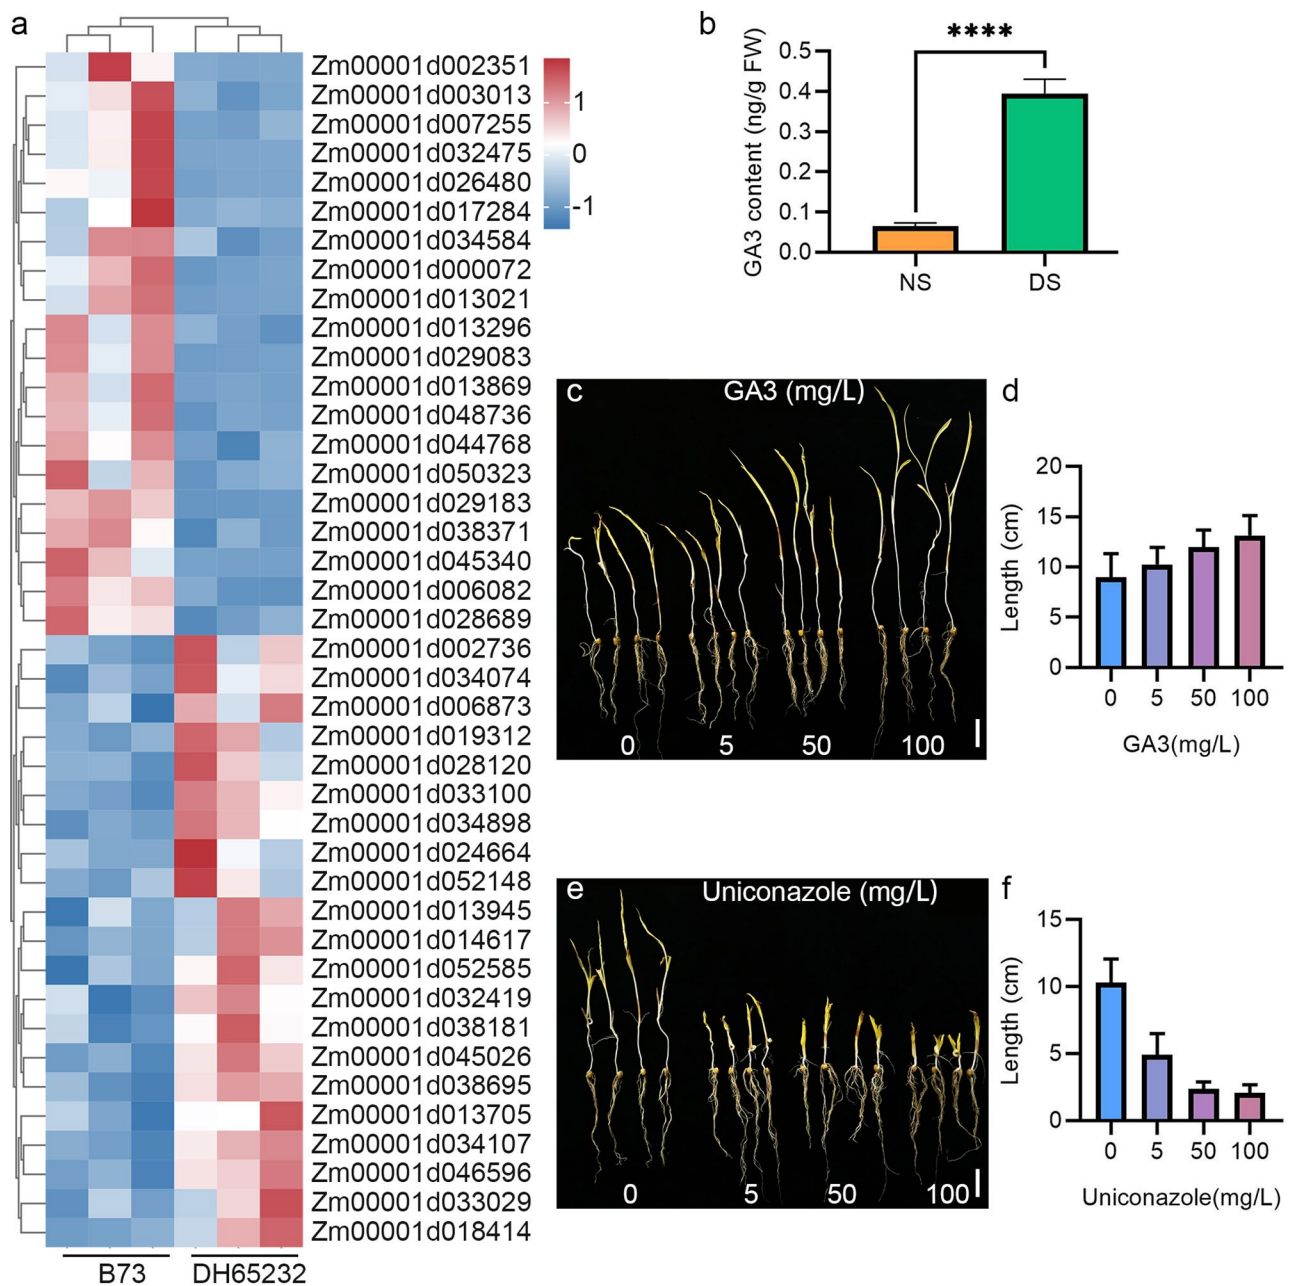 a
Zm00001d002351
Zm00001d003013
Zm00001d007255
Zm00001d032475
Zm00001d026480
Zm00001d017284
Zm00001d034584
Zm00001d000072
Zm00001d013021
Zm00001d013296
Zm00001d029083
Zm00001d013869
Zm00001d048736
Zm00001d044768
Zm00001d050323
Zm00001d029183
Zm00001d038371
Zm00001d045340
Zm00001d006082
Zm00001d028689
Zm00001d002736
Zm00001d034074
Zm00001d006873
Zm00001d019312
Zm00001d028120
Zm00001d033100
Zm00001d034898
Zm00001d024664
Zm00001d052148
Zm00001d013945
Zm00001d014617
Zm00001d052585
Zm00001d032419
Zm00001d038181
Zm00001d045026
Zm00001d038695
Zm00001d013705
Zm00001d034107
Zm00001d046596
Zm00001d033029
Zm00001d018414
B73 DH65232
1
0
-1
b
****
GA3 content (ng/g FW)
0.5
0.4
0.3
0.2
0.1
0.0
NS DS
c
GA3 (mg/L)
0 5 50 100
d
Length (cm)
20
15
10
5
0
0 5 50 100
GA3(mg/L)
e
Uniconazole (mg/L)
0 5 50 100
f
Length (cm)
15
10
5
0
0 5 50 100
Uniconazole(mg/L)